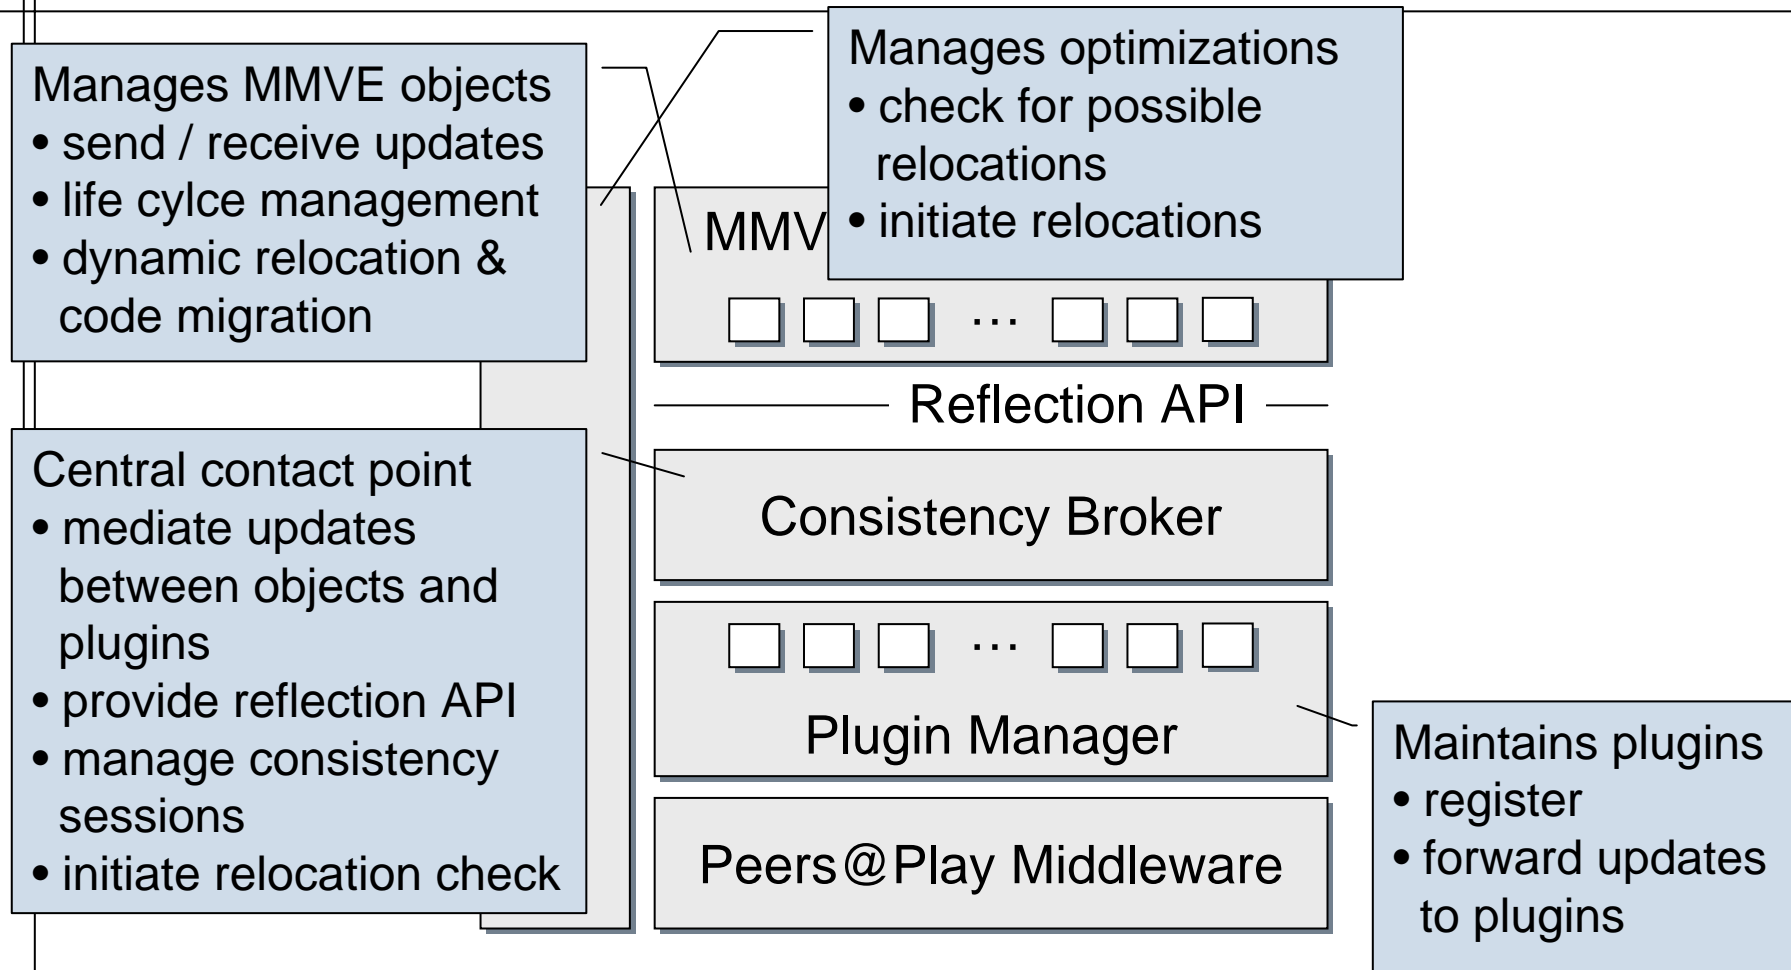 Manages MMVE objects
• send / receive updates
• life cylce management
• dynamic relocation &
code migration
Manages optimizations
• check for possible
relocations
• initiate relocations
MMV
...
Reflection API
Central contact point
• mediate updates
between objects and
plugins
• provide reflection API
• manage consistency
sessions
• initiate relocation check
Consistency Broker
...
Plugin Manager
Peers@Play Middleware
Maintains plugins
• register
• forward updates
to plugins